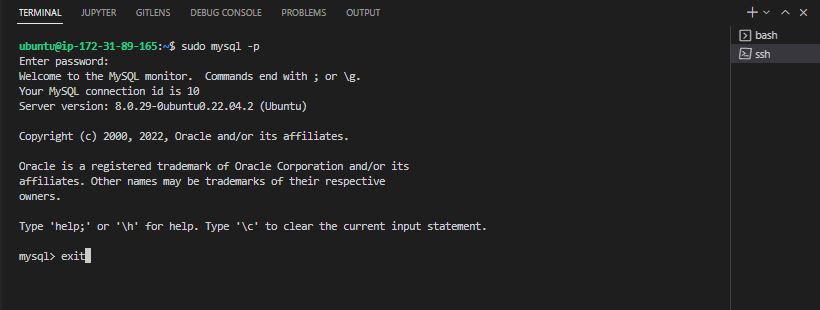 TERMINAL JUPYTER GITLENS DEBUG CONSOLE PROBLEMS OUTPUT
bash
ssh
ubuntu@ip-172-31-89-165:~$ sudo mysql -p
Enter password:
Welcome to the MySQL monitor.  Commands end with ; or \g.
Your MySQL connection id is 10
Server version: 8.0.29-0ubuntu0.22.04.2 (Ubuntu)
Copyright (c) 2000, 2022, Oracle and/or its affiliates.
Oracle is a registered trademark of Oracle Corporation and/or its
affiliates. Other names may be trademarks of their respective
owners.
Type 'help;' or '\h' for help. Type '\c' to clear the current input statement.
mysql> exit